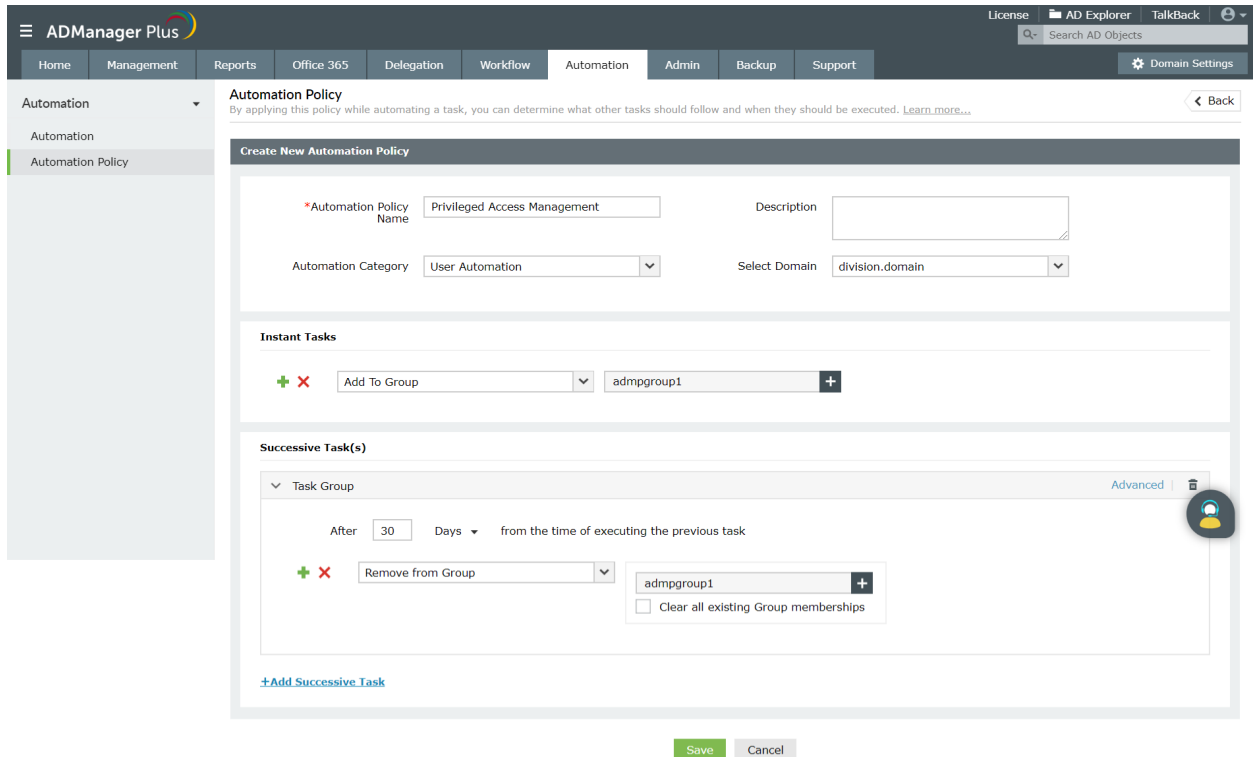 License AD Explorer TalkBack
ADManager Plus
Search AD Objects
Home Management Reports Office 365 Delegation Workflow Automation Admin Backup Support Domain Settings
Automation
Automation
Automation Policy
Automation Policy
By applying this policy while automating a task, you can determine what other tasks should follow and when they should be executed. Learn more...
Back
Create New Automation Policy
*Automation Policy Name Privileged Access Management Description
Automation Category User Automation Select Domain division.domain
Instant Tasks
Add To Group admpgroup1
Successive Task(s)
Task Group Advanced
After 30 Days from the time of executing the previous task
Remove from Group admpgroup1
Clear all existing Group memberships
+Add Successive Task
Save Cancel